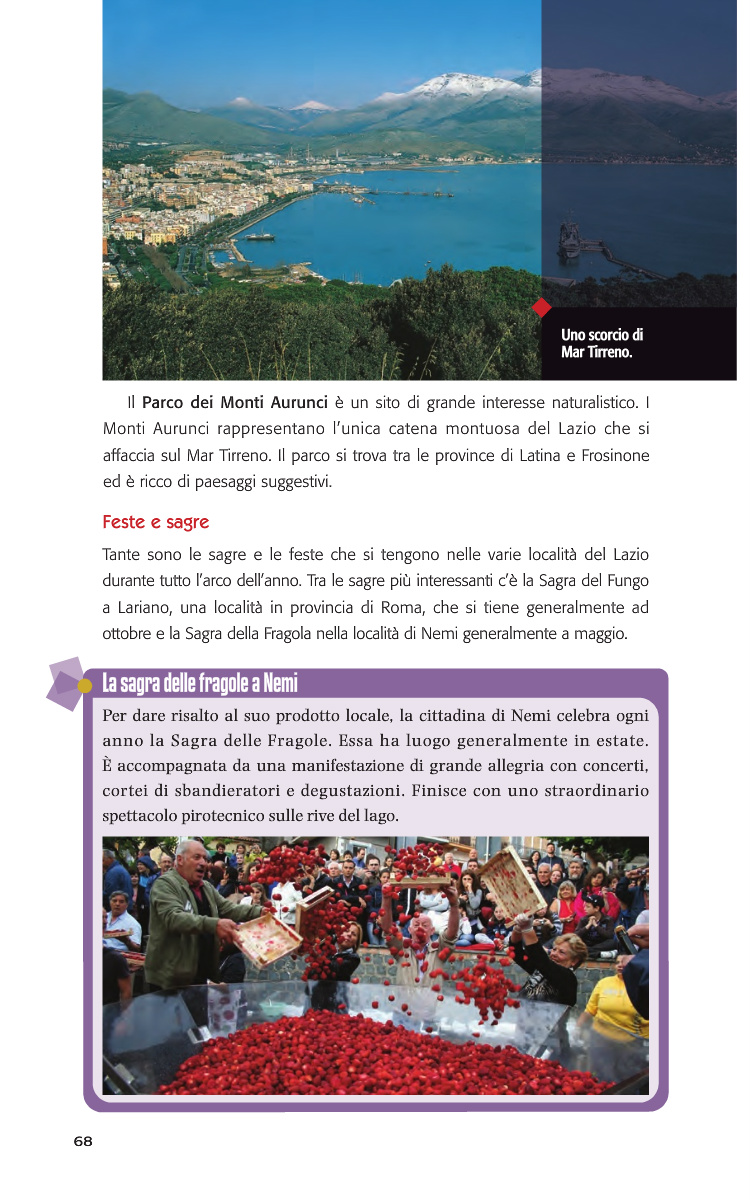 Uno scorcio di
Mar Tirreno.
Il Parco dei Monti Aurunci è un sito di grande interesse naturalistico. I
Monti Aurunci rappresentano l'unica catena montuosa del Lazio che si
affaccia sul Mar Tirreno. Il parco si trova tra le province di Latina e Frosinone
ed è ricco di paesaggi suggestivi.
Feste e sagre
Tante sono le sagre e le feste che si tengono nelle varie località del Lazio
durante tutto l'arco dell'anno. Tra le sagre più interessanti c'è la Sagra del Fungo
a Lariano, una località in provincia di Roma, che si tiene generalmente ad
ottobre e la Sagra della Fragola nella località di Nemi generalmente a maggio.
La sagra delle fragole a Nemi
Per dare risalto al suo prodotto locale, la cittadina di Nemi celebra ogni
anno la Sagra delle Fragole. Essa ha luogo generalmente in estate.
È accompagnata da una manifestazione di grande allegria con concerti,
cortei di sbandieratori e degustazioni. Finisce con uno straordinario
spettacolo pirotecnico sulle rive del lago.
68